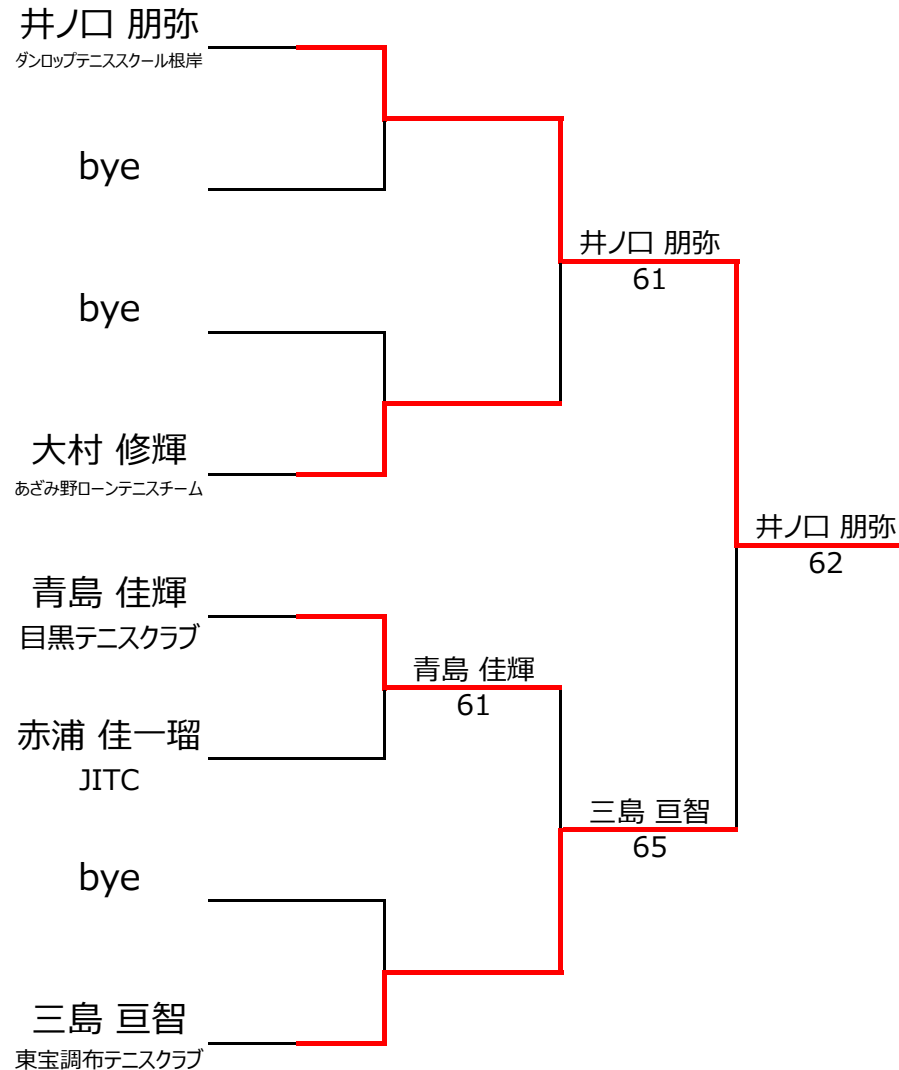 井ノ口 朋弥
ダンロップテニススクール根岸
bye
bye
大村 修輝
あざみ野ローンテニスチーム
青島 佳輝
目黒テニスクラブ
赤浦 佳一瑠
JITC
bye
三島 亘智
東宝調布テニスクラブ
青島 佳輝
61
井ノ口 朋弥
61
三島 亘智
65
井ノ口 朋弥
62